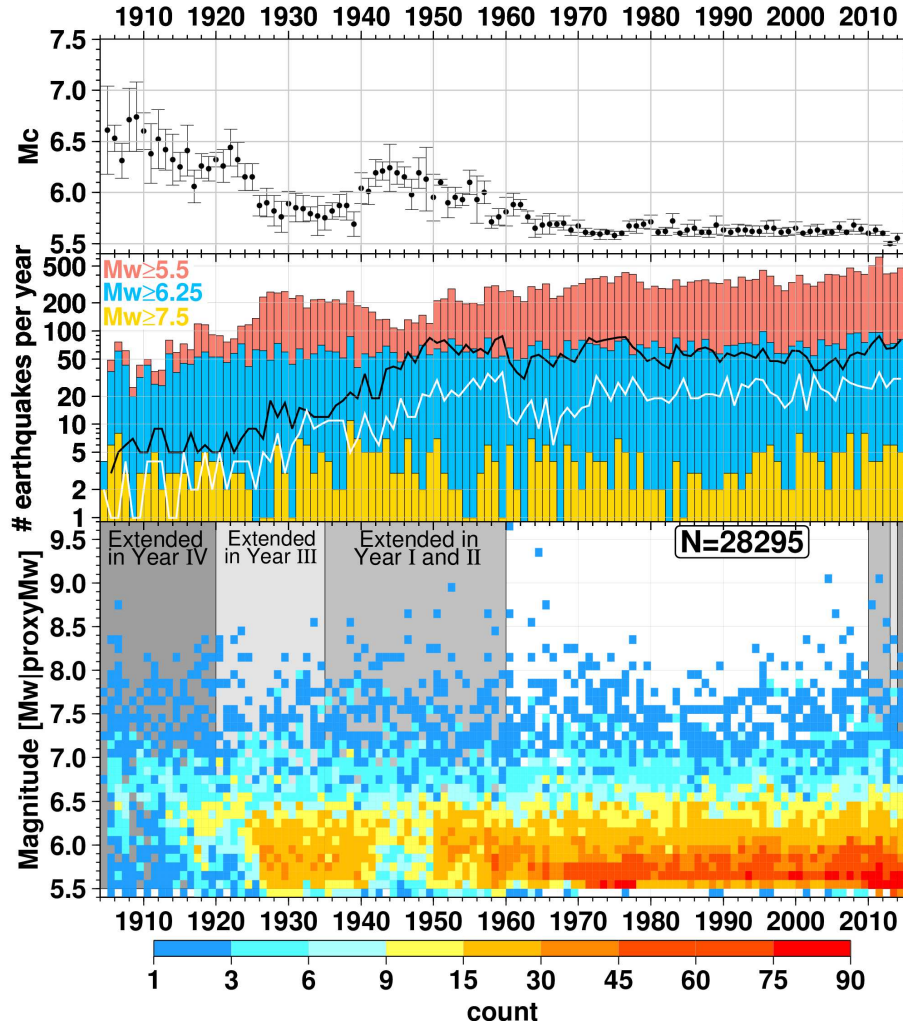 1910 1920 1930 1940 1950 1960 1970 1980 1990 2000 2010
7.5
7.0
6.5
6.0
5.5
Mc
500
200
100
50
20
10
5
2
1
# earthquakes per year
Mw≥5.5
Mw≥6.25
Mw≥7.5
9.5
9.0
8.5
8.0
7.5
7.0
6.5
6.0
5.5
Magnitude [Mw|proxyMw]
Extended
in Year IV
Extended
in Year III
Extended in
Year I and II
N=28295
1910 1920 1930 1940 1950 1960 1970 1980 1990 2000 2010
1 3 6 9 15 30 45 60 75 90
count